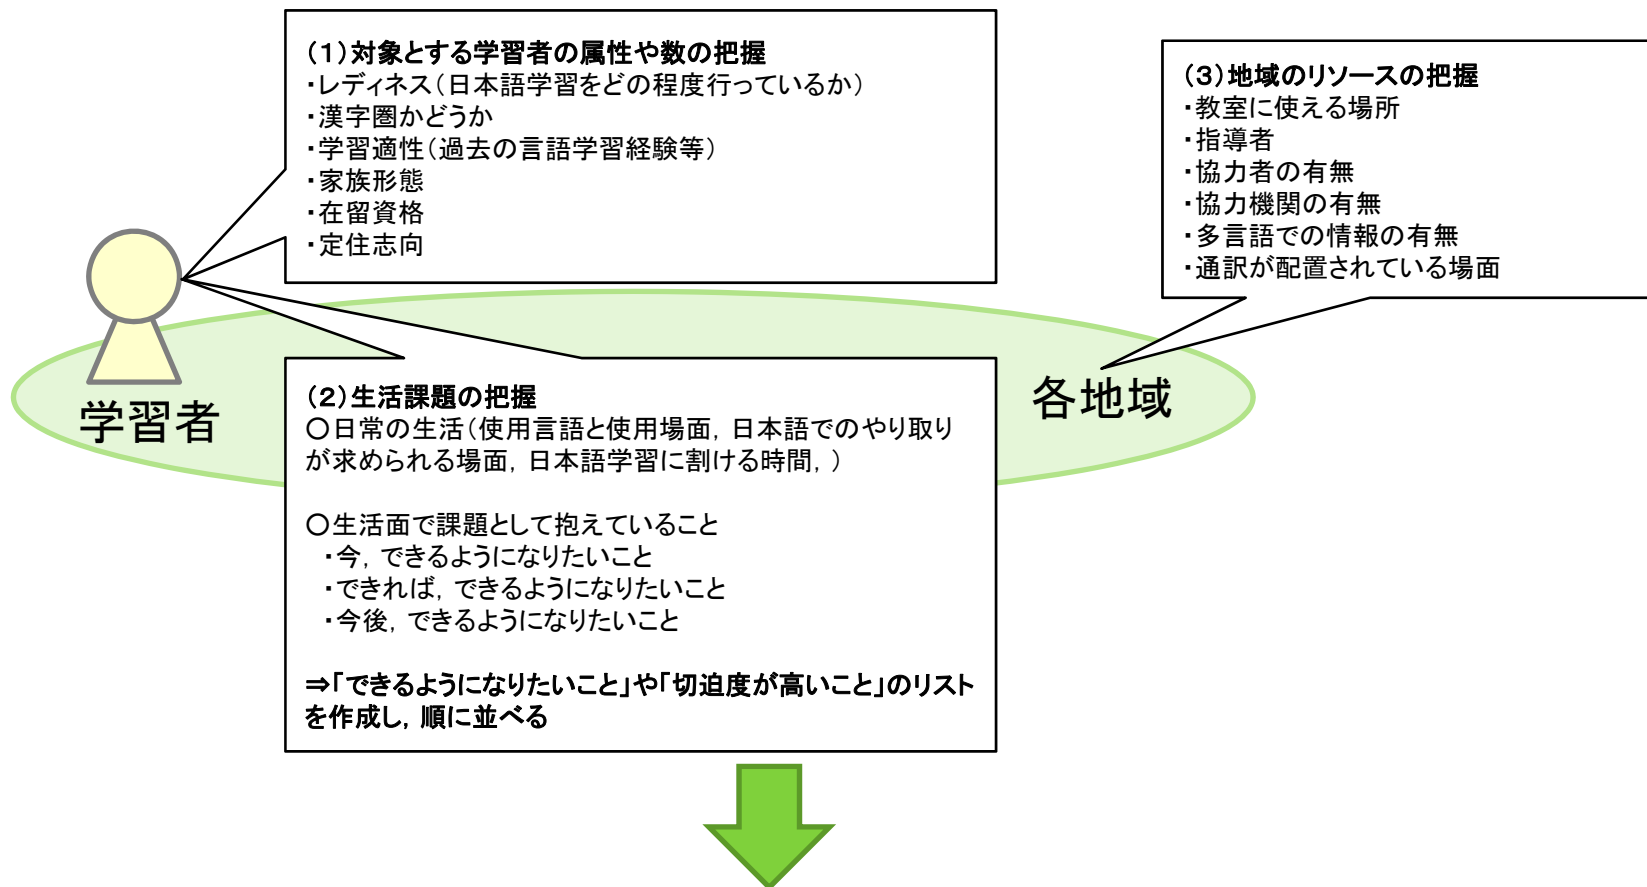 （１）対象とする学習者の属性や数の把握
・レディネス（日本語学習をどの程度行っているか）
・漢字圏かどうか
・学習適性（過去の言語学習経験等）
・家族形態
・在留資格
・定住志向
（３）地域のリソースの把握
・教室に使える場所
・指導者
・協力者の有無
・協力機関の有無
・多言語での情報の有無
・通訳が配置されている場面
学習者
各地域
（２）生活課題の把握
○日常の生活（使用言語と使用場面，日本語でのやり取り
が求められる場面，日本語学習に割ける時間，）
○生活面で課題として抱えていること
・今，できるようになりたいこと
・できれば，できるようになりたいこと
・今後，できるようになりたいこと
⇒「できるようになりたいこと」や「切迫度が高いこと」のリスト
を作成し，順に並べる